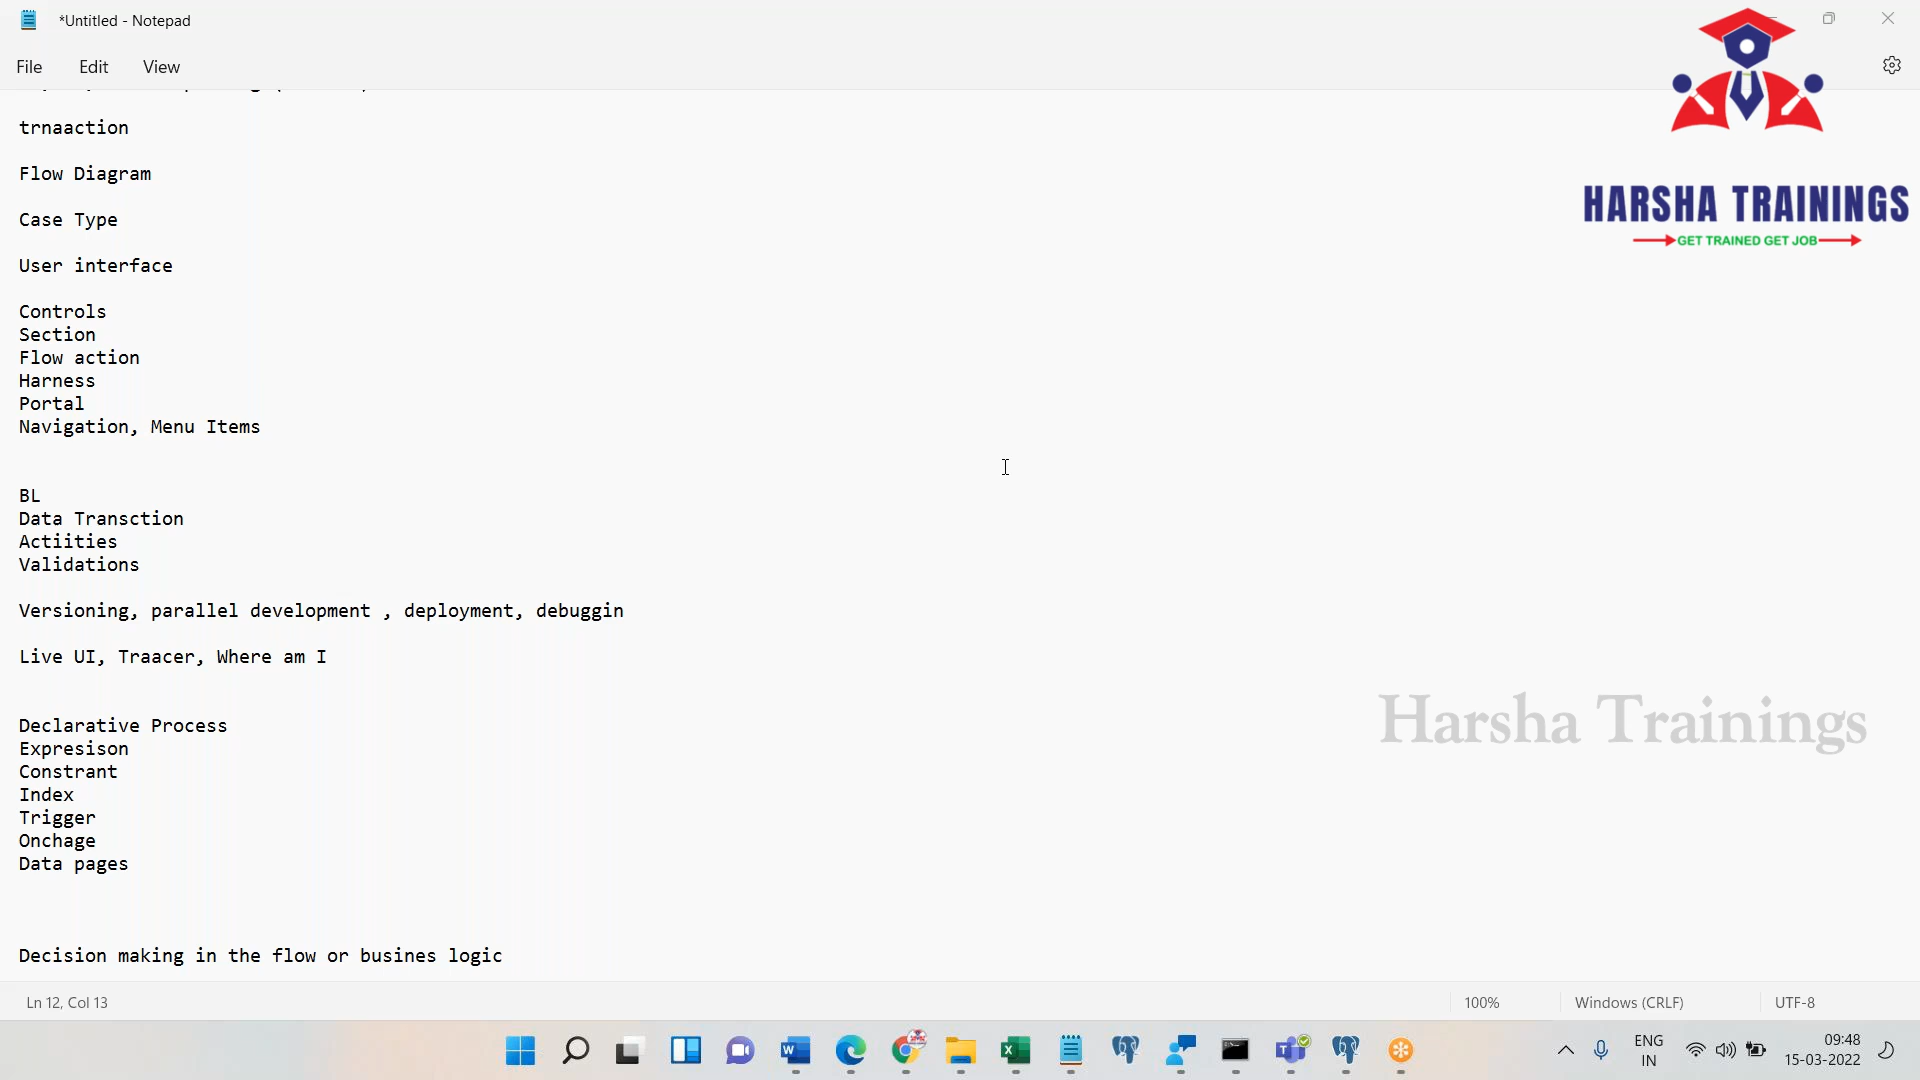 *Untitled - Notepad
File Edit View
trnaaction
Flow Diagram
Case Type
User interface
Controls
Section
Flow action
Harness
Portal
Navigation, Menu Items
BL
Data Transction
Actiities
Validations
Versioning, parallel development , deployment, debuggin
Live UI, Traacer, Where am I
Declarative Process
Expresison
Constrant
Index
Trigger
Onchage
Data pages
Decision making in the flow or busines logic
HARSHA TRAININGS
GET TRAINED GET JOB
Harsha Trainings
Ln 12, Col 13
100%
Windows (CRLF)
UTF-8
ENG
IN
09:48
15-03-2022